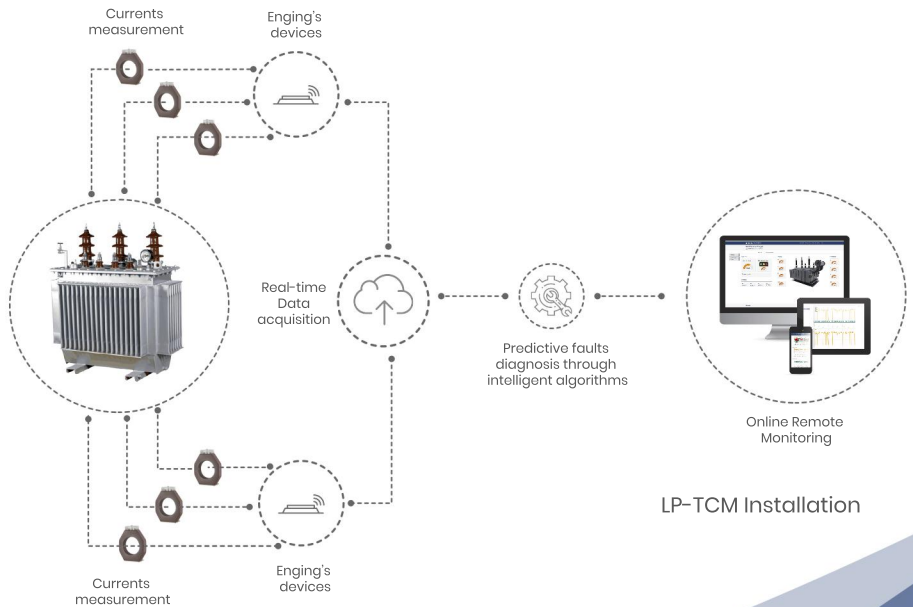 Currents
measurement
Enging's
devices
Real-time
Data
acquisition
Predictive faults
diagnosis through
intelligent algorithms
Online Remote
Monitoring
LP-TCM Installation
Enging's
devices
Currents
measurement